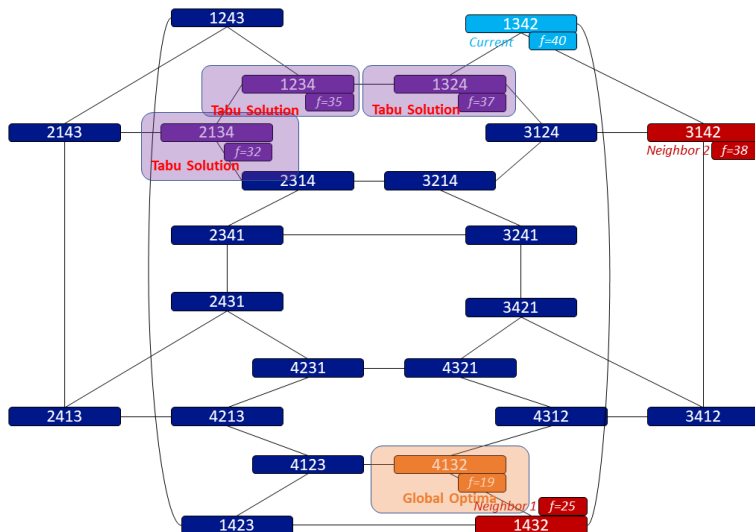 1243
1342
Current
f=40
1234
f=35
Tabu Solution
1324
f=37
Tabu Solution
2143
2134
f=32
Tabu Solution
3124
3142
Neighbor 2
f=38
2314
3214
2341
3241
2431
3421
4231
4321
2413
4213
4312
3412
4123
4132
f=19
Global Optima
Neighbor 1
f=25
1423
1432